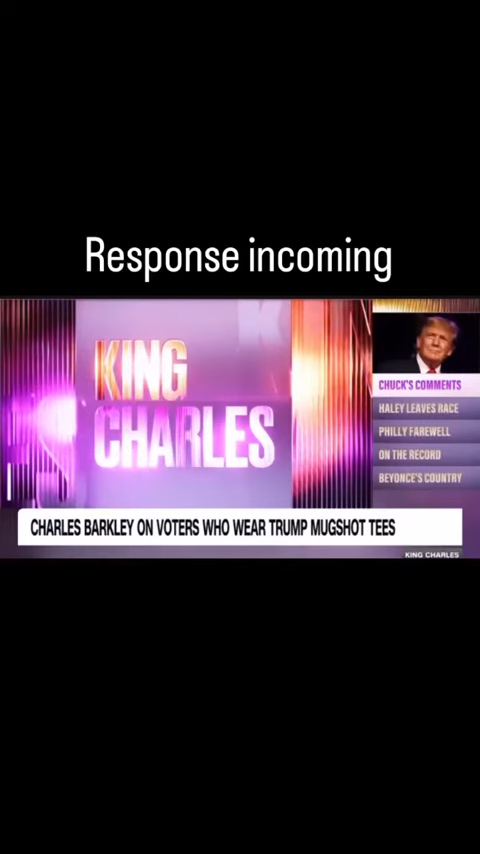 Response incoming
KING
CHARLES
CHUCK'S COMMENTS
HALEY LEAVES RACE
PHILLY FAREWELL
ON THE RECORD
BEYONCE'S COUNTRY
CHARLES BARKLEY ON VOTERS WHO WEAR TRUMP MUGSHOT TEES
KING CHARLES